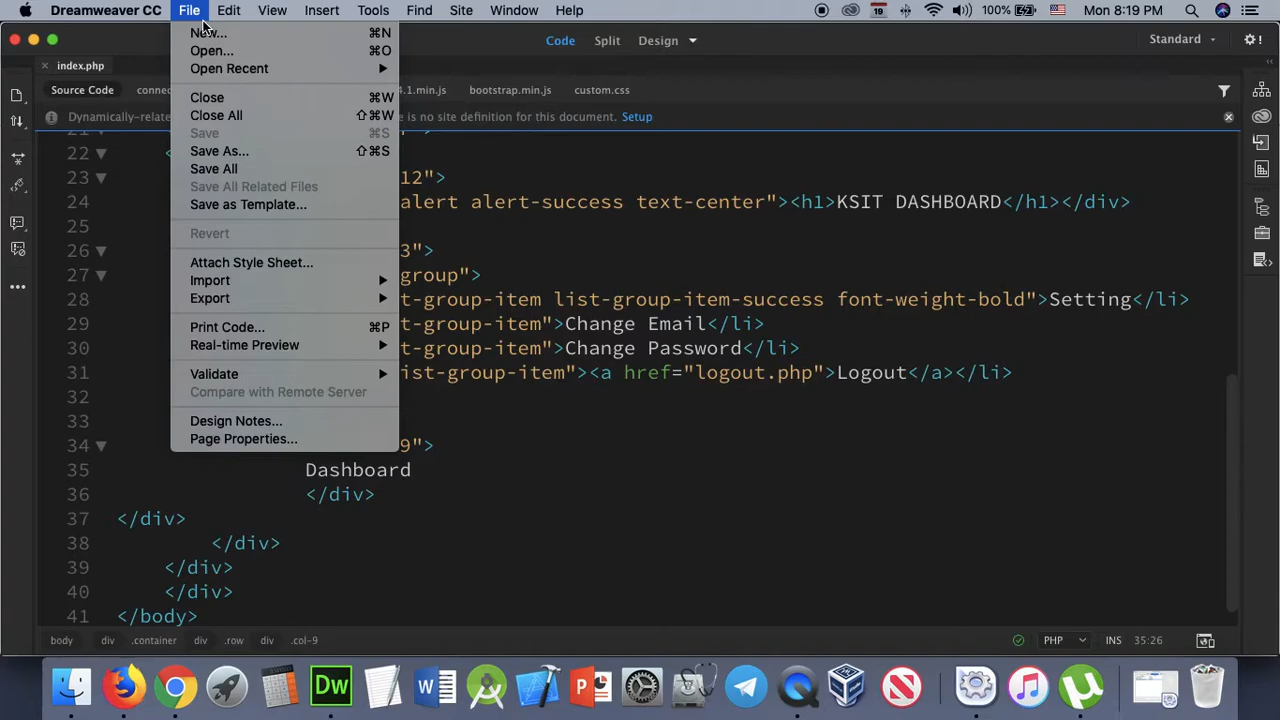 Dreamweaver CC File Edit View Insert Tools Find Site Window Help 19 100% Mon 8:19 PM
Code Split Design Standard
index.php
Source Code 4.1.min.js bootstrap.min.js custom.css
Dynamically-relate e is no site definition for this document. Setup
New... ⌘N
Open... ⌘O
Open Recent
Close ⌘W
Close All ⇧⌘W
Save ⌘S
Save As... ⇧⌘S
Save All
Save All Related Files
Save as Template...
Revert
Attach Style Sheet...
Import
Export
Print Code... ⌘P
Real-time Preview
Validate
Compare with Remote Server
Design Notes...
Page Properties...
22 <
23 12">
24 alert alert-success text-center"><h1>KSIT DASHBOARD</h1></div>
25
26 3">
27 group">
28 t-group-item list-group-item-success font-weight-bold">Setting</li>
29 t-group-item">Change Email</li>
30 t-group-item">Change Password</li>
31 ist-group-item"><a href="logout.php">Logout</a></li>
32
33
34 9">
35 Dashboard
36 </div>
37 </div>
38 </div>
39 </div>
40 </div>
41 </body>
body div .container div .row div .col-9 PHP INS 35:26
Dw W P